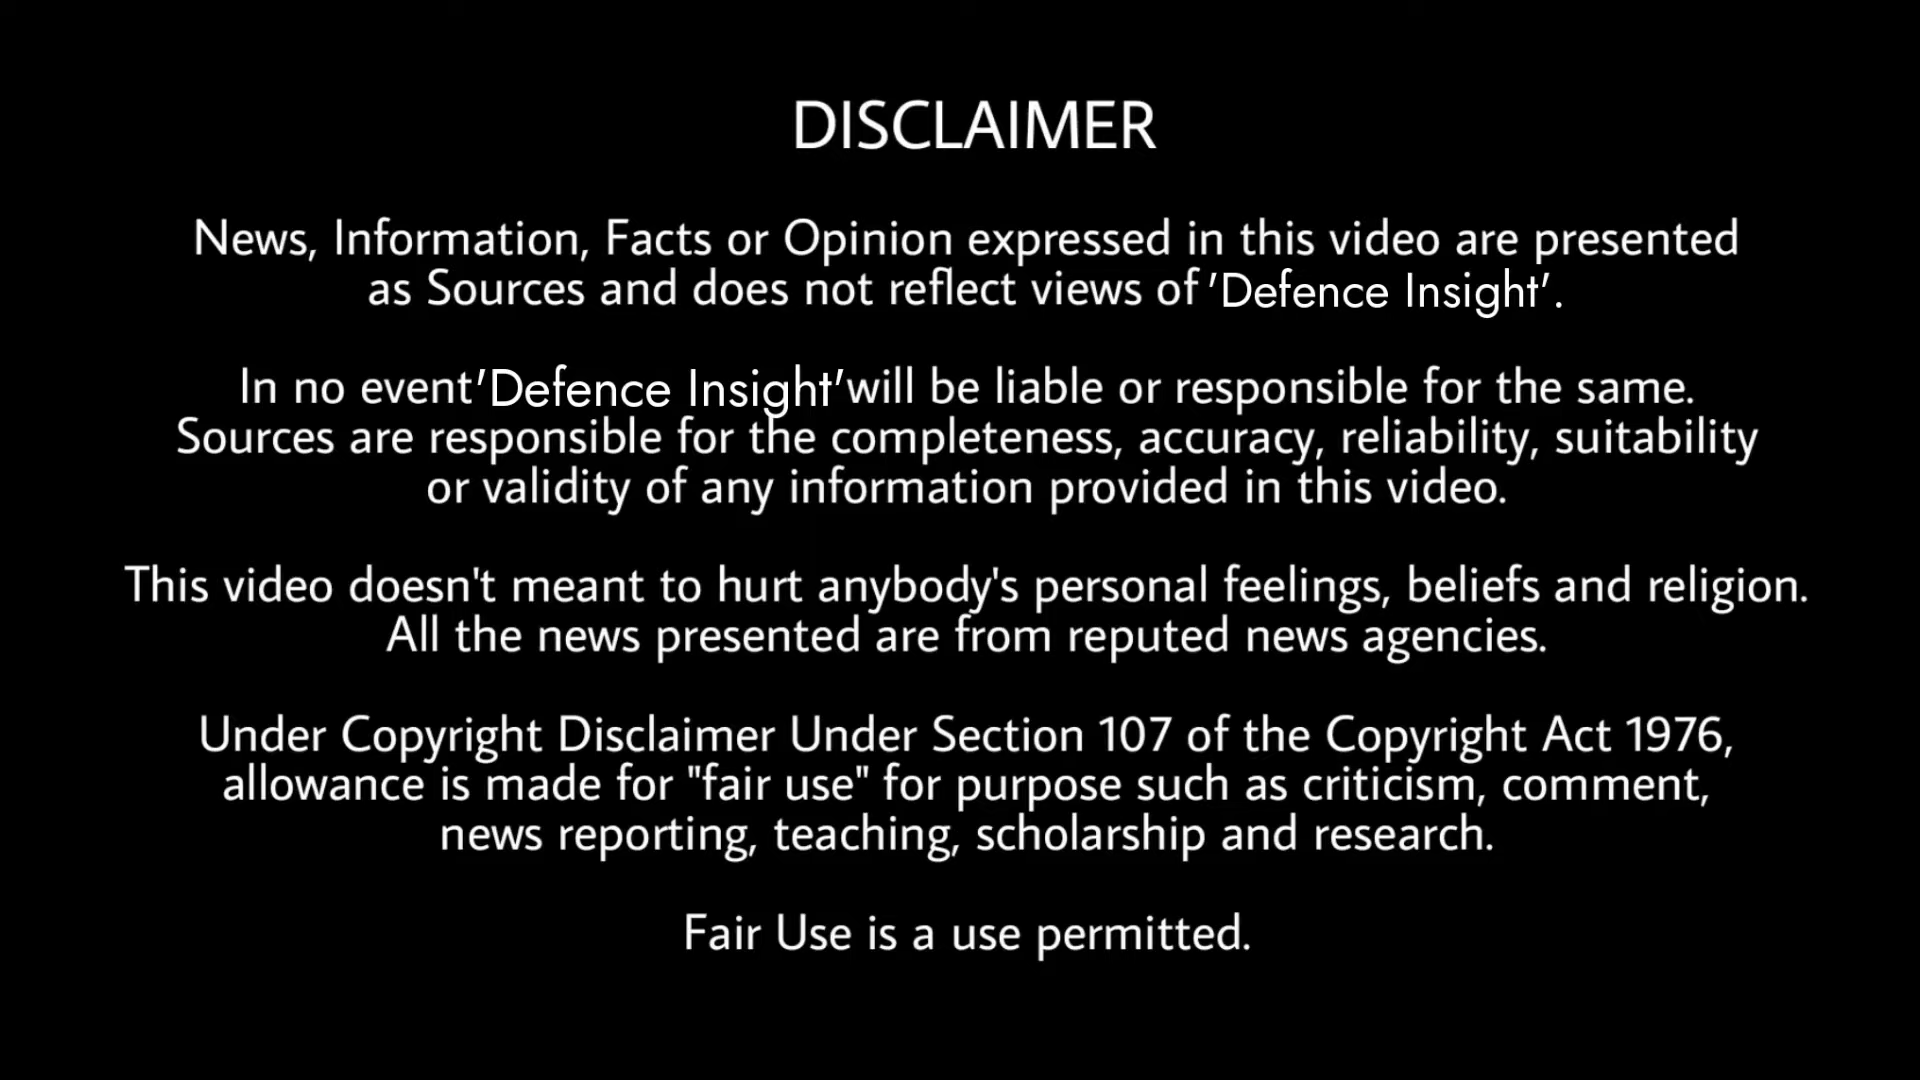 DISCLAIMER
News, Information, Facts or Opinion expressed in this video are presented
as Sources and does not reflect views of 'Defence Insight'.
In no event 'Defence Insight' will be liable or responsible for the same.
Sources are responsible for the completeness, accuracy, reliability, suitability
or validity of any information provided in this video.
This video doesn't meant to hurt anybody's personal feelings, beliefs and religion.
All the news presented are from reputed news agencies.
Under Copyright Disclaimer Under Section 107 of the Copyright Act 1976,
allowance is made for "fair use" for purpose such as criticism, comment,
news reporting, teaching, scholarship and research.
Fair Use is a use permitted.